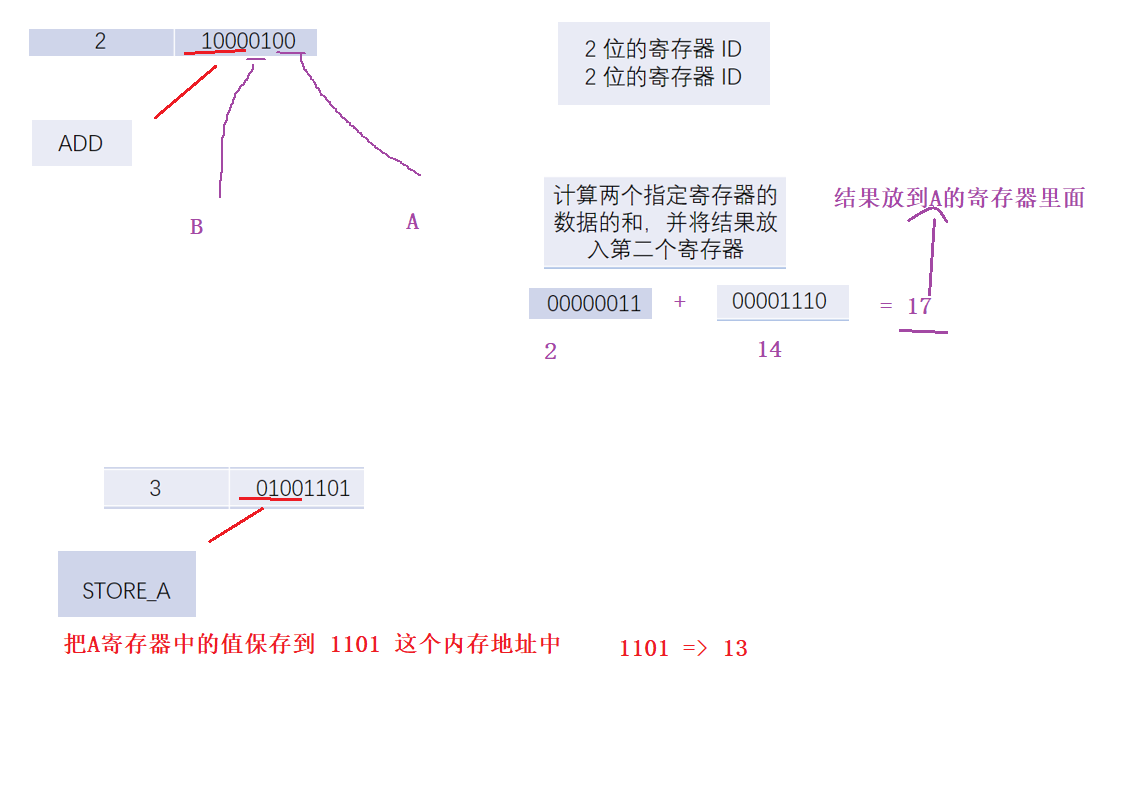 2 10000100
ADD
B
A
2 位的寄存器 ID
2 位的寄存器 ID
计算两个指定寄存器的
数据的和，并将结果放
入第二个寄存器
结果放到A的寄存器里面
00000011 + 00001110 = 17
2 14
3 01001101
STORE_A
把A寄存器中的值保存到 1101 这个内存地址中 1101 => 13